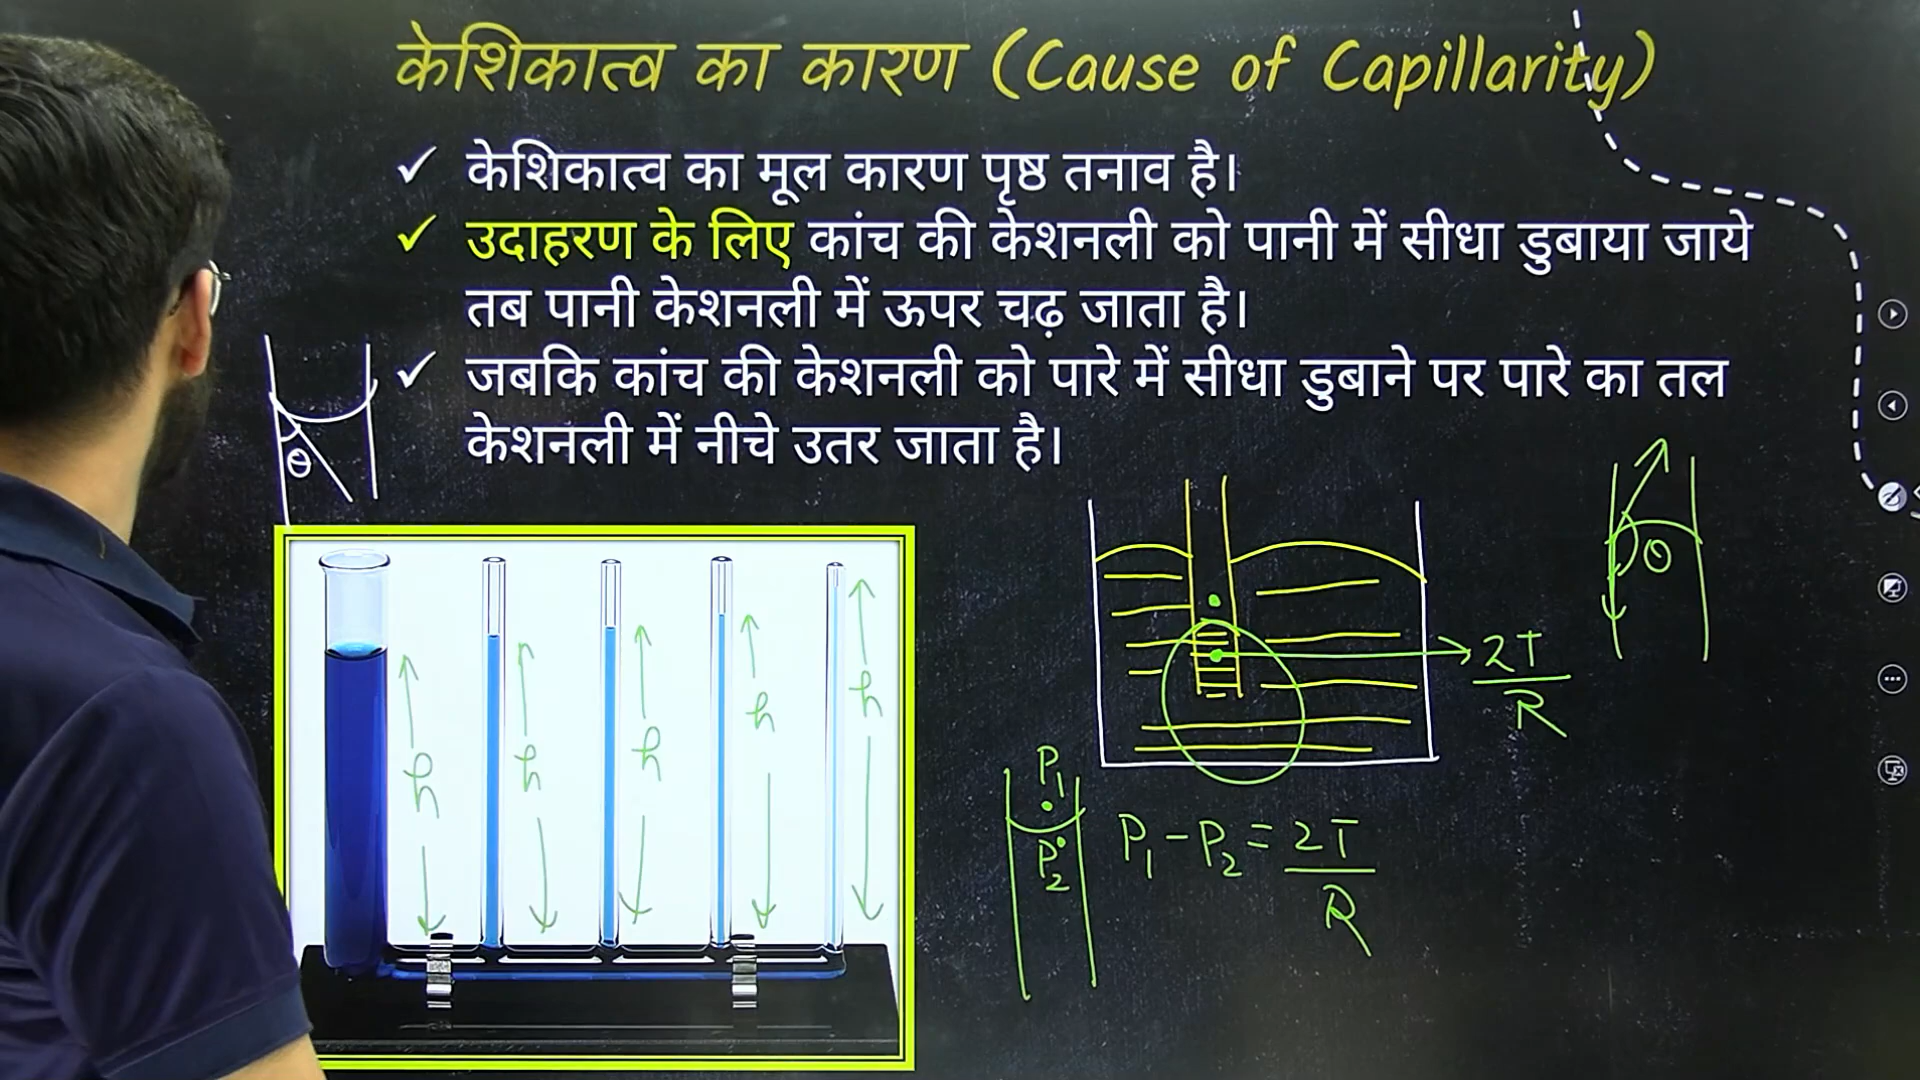 केशिकात्व का कारण (Cause of Capillarity)
✓ केशिकात्व का मूल कारण पृष्ठ तनाव है।
✓ उदाहरण के लिए कांच की केशनली को पानी में सीधा डुबाया जाये
तब पानी केशनली में ऊपर चढ़ जाता है।
✓ जबकि कांच की केशनली को पारे में सीधा डुबाने पर पारे का तल
केशनली में नीचे उतर जाता है।
θ
θ
2T
R
h
h
h
h
h
P1
P2
P1 - P2 = 2T
R